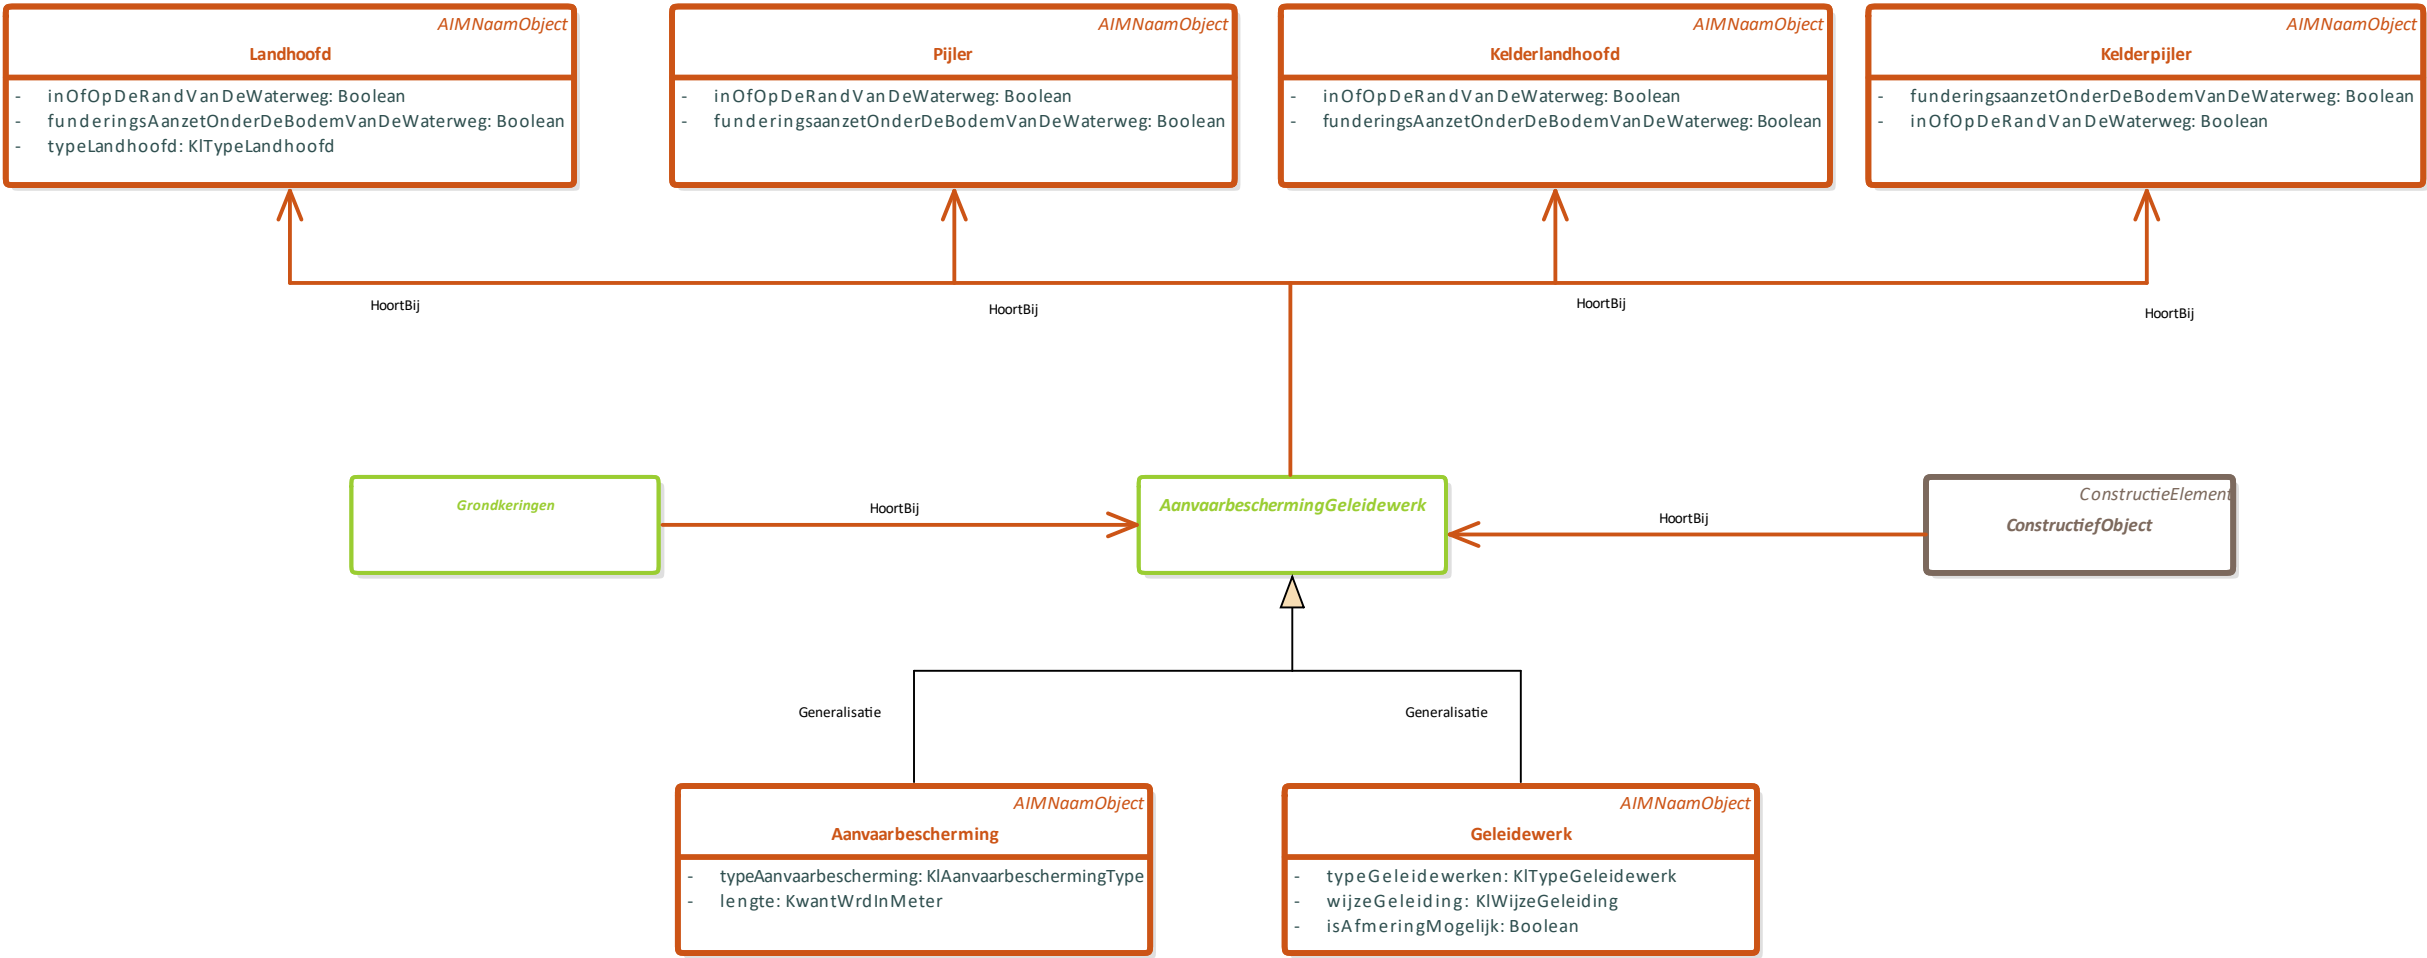 AIMNaamObject
Landhoofd
- inOfOpDeRandVanDeWaterweg: Boolean
- funderingsAanzetOnderDeBodemVanDeWaterweg: Boolean
- typeLandhoofd: KlTypeLandhoofd
AIMNaamObject
Pijler
- inOfOpDeRandVanDeWaterweg: Boolean
- funderingsaanzetOnderDeBodemVanDeWaterweg: Boolean
AIMNaamObject
Kelderlandhoofd
- inOfOpDeRandVanDeWaterweg: Boolean
- funderingsAanzetOnderDeBodemVanDeWaterweg: Boolean
AIMNaamObject
Kelderpijler
- funderingsaanzetOnderDeBodemVanDeWaterweg: Boolean
- inOfOpDeRandVanDeWaterweg: Boolean
HoortBij
HoortBij
HoortBij
HoortBij
Grondkeringen
HoortBij
AanvaarbeschermingGeleidewerk
HoortBij
ConstructieElement
ConstructiefObject
Generalisatie
Generalisatie
AIMNaamObject
Aanvaarbescherming
- typeAanvaarbescherming: KlAanvaarbeschermingType
- lengte: KwantWrdInMeter
AIMNaamObject
Geleidewerk
- typeGeleidewerken: KlTypeGeleidewerk
- wijzeGeleiding: KlWijzeGeleiding
- isAfmeringMogelijk: Boolean